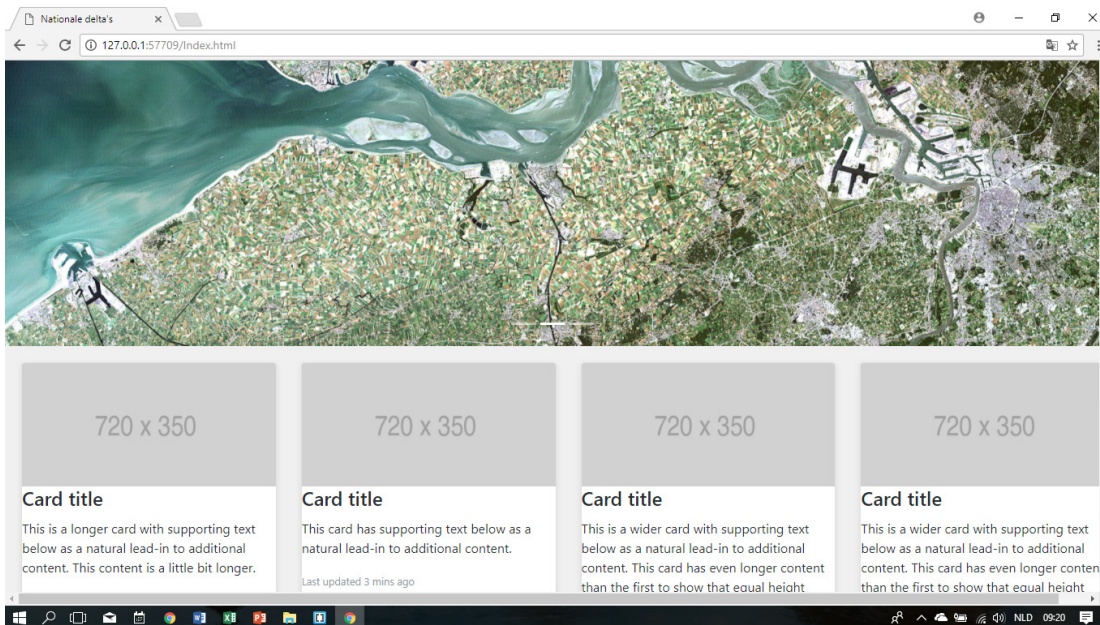 Nationale delta's
127.0.0.1:57709/Index.html
720 x 350
720 x 350
720 x 350
720 x 350
Card title
This is a longer card with supporting text
below as a natural lead-in to additional
content. This content is a little bit longer.
Card title
This card has supporting text below as a
natural lead-in to additional content.
Last updated 3 mins ago
Card title
This is a wider card with supporting text
below as a natural lead-in to additional
content. This card has even longer content
than the first to show that equal height
Card title
This is a wider card with supporting text
below as a natural lead-in to additional
content. This card has even longer conten
than the first to show that equal height
NLD
09:20